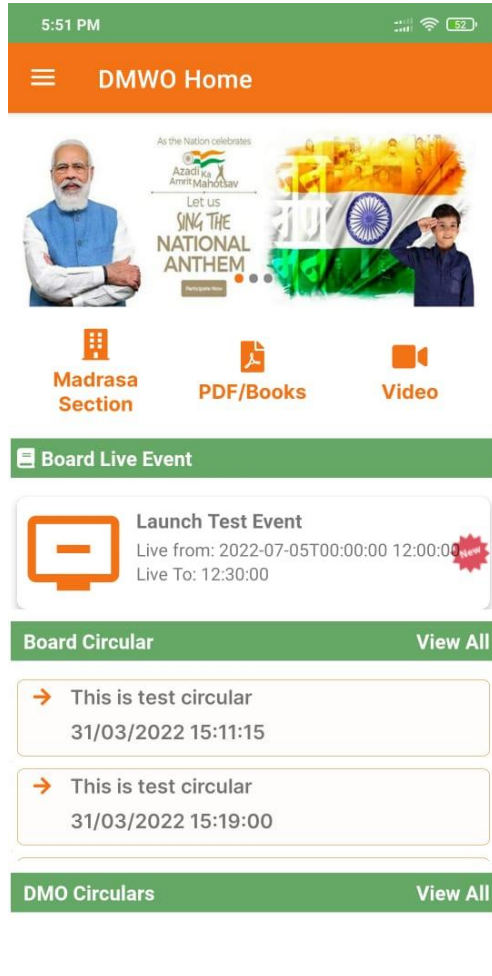 5:51 PM
52
DMWO Home
As the Nation celebrates
Azadi Ka
Amrit Mahotsav
Let us
SING THE
NATIONAL
ANTHEM
Participate Now
Madrasa
Section
PDF/Books
Video
Board Live Event
Launch Test Event
Live from: 2022-07-05T00:00:00 12:00:00
New
Live To: 12:30:00
Board Circular View All
This is test circular
31/03/2022 15:11:15
This is test circular
31/03/2022 15:19:00
DMO Circulars View All